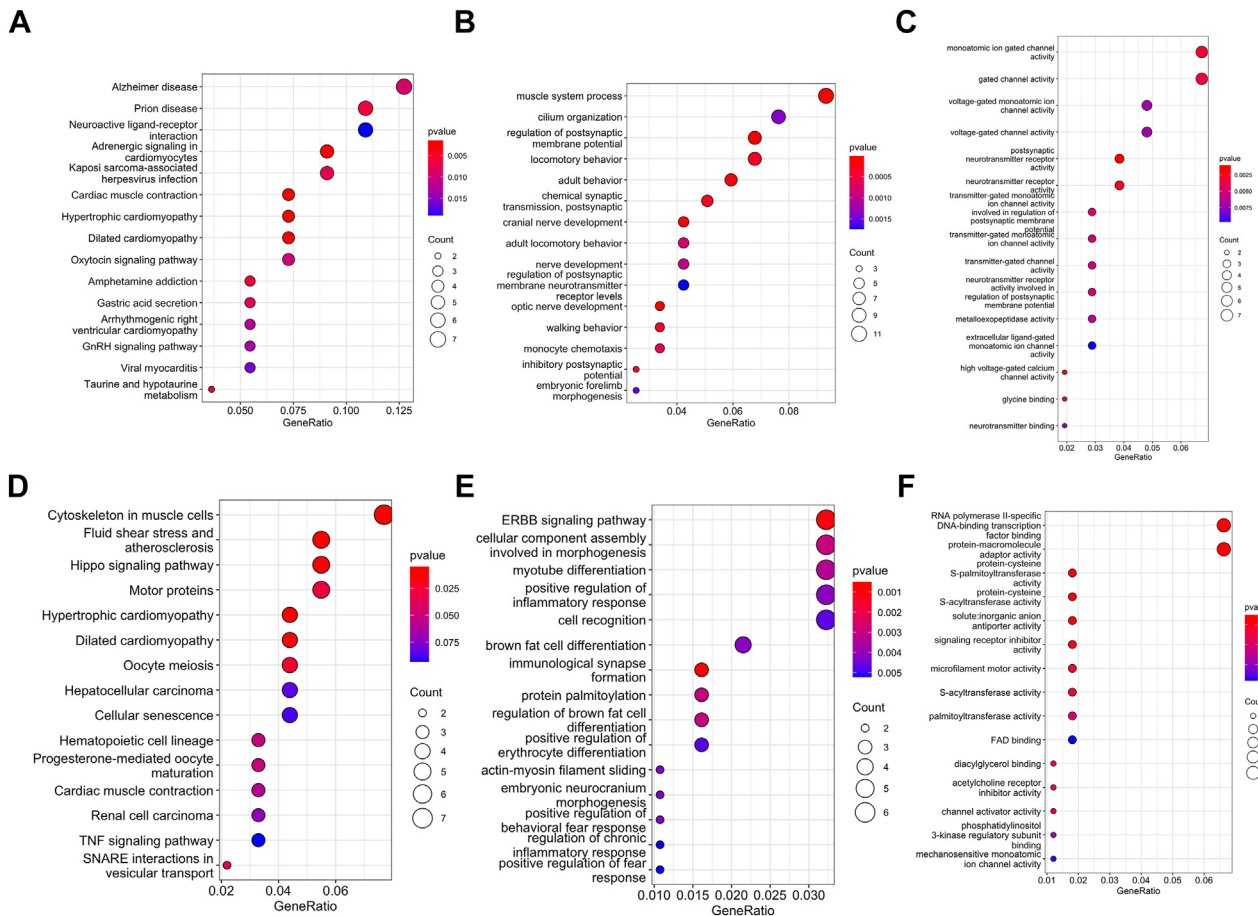 A
Alzheimer disease
Prion disease
Neuroactive ligand-receptor
interaction
Adrenergic signaling in
cardiomyocytes
Kaposi sarcoma-associated
herpesvirus infection
Cardiac muscle contraction
Hypertrophic cardiomyopathy
Dilated cardiomyopathy
Oxytocin signaling pathway
Amphetamine addiction
Gastric acid secretion
Arrhythmogenic right
ventricular cardiomyopathy
GnRH signaling pathway
Viral myocarditis
Taurine and hypotaurine
metabolism
0.050
0.075
0.100
0.125
GeneRatio
pvalue
0.005
0.010
0.015
Count
2
3
4
5
6
7
B
muscle system process
cilium organization
regulation of postsynaptic
membrane potential
locomotory behavior
adult behavior
chemical synaptic
transmission, postsynaptic
cranial nerve development
adult locomotory behavior
nerve development
regulation of postsynaptic
membrane neurotransmitter
receptor levels
optic nerve development
walking behavior
monocyte chemotaxis
inhibitory postsynaptic
potential
embryonic forelimb
morphogenesis
0.04
0.06
0.08
GeneRatio
pvalue
0.0005
0.0010
0.0015
Count
3
5
7
9
11
C
monoatomic ion gated channel
activity
gated channel activity
voltage-gated monoatomic ion
channel activity
voltage-gated channel activity
postsynaptic
neurotransmitter receptor
activity
neurotransmitter receptor
activity
transmitter-gated monoatomic
ion channel activity
involved in regulation of
postsynaptic membrane
potential
transmitter-gated monoatomic
ion channel activity
transmitter-gated channel
activity
neurotransmitter receptor
activity involved in
regulation of postsynaptic
membrane potential
metalloexopeptidase activity
extracellular ligand-gated
monoatomic ion channel
activity
high voltage-gated calcium
channel activity
glycine binding
neurotransmitter binding
0.02
0.03
0.04
0.05
0.06
GeneRatio
pvalue
0.0025
0.0050
0.0075
Count
2
3
4
5
6
7
D
Cytoskeleton in muscle cells
Fluid shear stress and
atherosclerosis
Hippo signaling pathway
Motor proteins
Hypertrophic cardiomyopathy
Dilated cardiomyopathy
Oocyte meiosis
Hepatocellular carcinoma
Cellular senescence
Hematopoietic cell lineage
Progesterone-mediated oocyte
maturation
Cardiac muscle contraction
Renal cell carcinoma
TNF signaling pathway
SNARE interactions in
vesicular transport
0.02
0.04
0.06
GeneRatio
pvalue
0.025
0.050
0.075
Count
2
3
4
5
6
7
E
ERBB signaling pathway
cellular component assembly
involved in morphogenesis
myotube differentiation
positive regulation of
inflammatory response
cell recognition
brown fat cell differentiation
immunological synapse
formation
protein palmitoylation
regulation of brown fat cell
differentiation
positive regulation of
erythrocyte differentiation
actin-myosin filament sliding
embryonic neurocranium
morphogenesis
positive regulation of
behavioral fear response
regulation of chronic
inflammatory response
positive regulation of fear
response
0.010
0.015
0.020
0.025
0.030
GeneRatio
pvalue
0.001
0.002
0.003
0.004
0.005
Count
2
3
4
5
6
F
RNA polymerase II-specific
DNA-binding transcription
factor binding
protein-macromolecule
adaptor activity
protein-cysteine
S-palmitoyltransferase
activity
protein-cysteine
S-acyltransferase activity
solute:inorganic anion
antiporter activity
signaling receptor inhibitor
activity
microfilament motor activity
S-acyltransferase activity
palmitoyltransferase activity
FAD binding
diacylglycerol binding
acetylcholine receptor
inhibitor activity
channel activator activity
phosphatidylinositol
3-kinase regulatory subunit
binding
mechanosensitive monoatomic
ion channel activity
0.01
0.02
0.03
0.04
0.05
0.06
GeneRatio